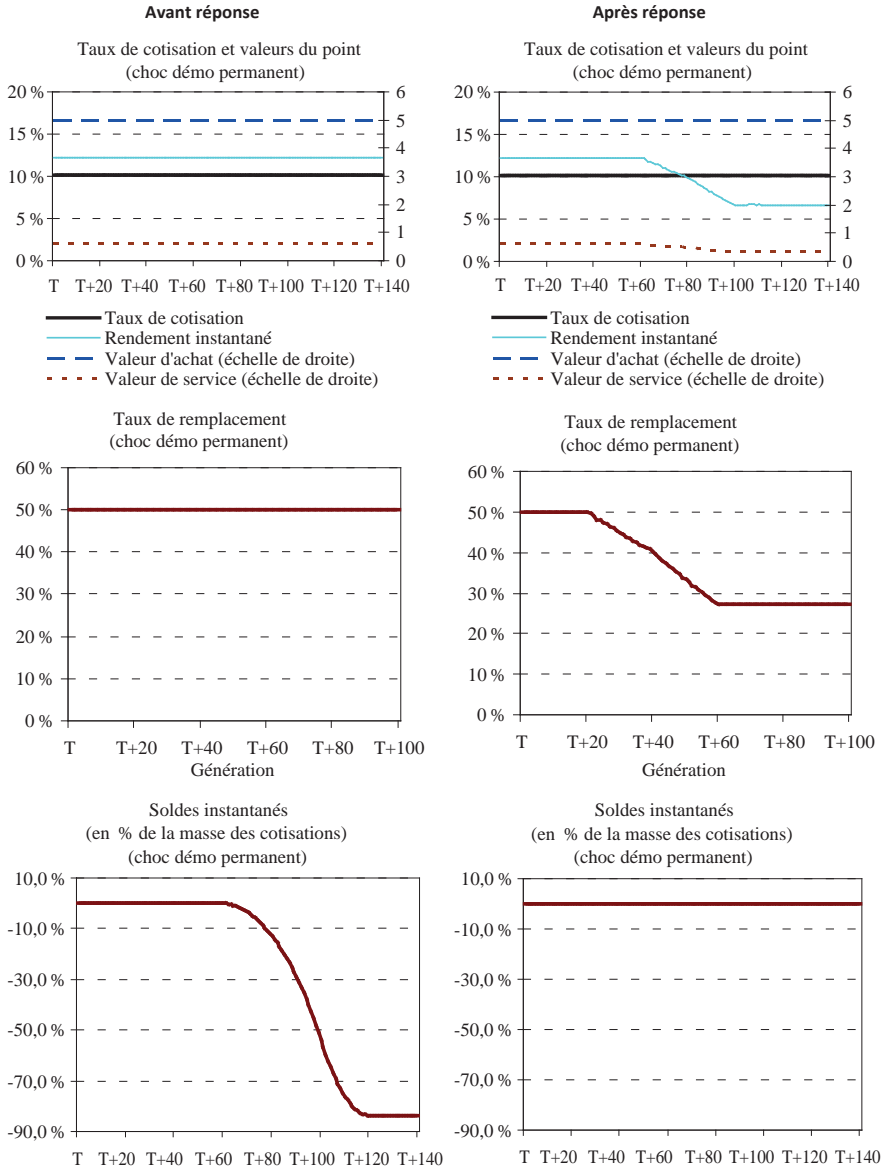 Avant réponse
Taux de cotisation et valeurs du point
(choc démo permanent)
20 %
15 %
10 %
5 %
0 %
6
5
4
3
2
1
0
T T+20 T+40 T+60 T+80 T+100 T+120 T+140
Taux de cotisation
Rendement instantané
Valeur d'achat (échelle de droite)
Valeur de service (échelle de droite)
Après réponse
Taux de cotisation et valeurs du point
(choc démo permanent)
20 %
15 %
10 %
5 %
0 %
6
5
4
3
2
1
0
T T+20 T+40 T+60 T+80 T+100 T+120 T+140
Taux de cotisation
Rendement instantané
Valeur d'achat (échelle de droite)
Valeur de service (échelle de droite)
Taux de remplacement
(choc démo permanent)
60 %
50 %
40 %
30 %
20 %
10 %
0 %
T T+20 T+40 T+60 T+80 T+100
Génération
Taux de remplacement
(choc démo permanent)
60 %
50 %
40 %
30 %
20 %
10 %
0 %
T T+20 T+40 T+60 T+80 T+100
Génération
Soldes instantanés
(en % de la masse des cotisations)
(choc démo permanent)
10,0 %
-10,0 %
-30,0 %
-50,0 %
-70,0 %
-90,0 %
T T+20 T+40 T+60 T+80 T+100 T+120 T+140
Soldes instantanés
(en % de la masse des cotisations)
(choc démo permanent)
10,0 %
-10,0 %
-30,0 %
-50,0 %
-70,0 %
-90,0 %
T T+20 T+40 T+60 T+80 T+100 T+120 T+140